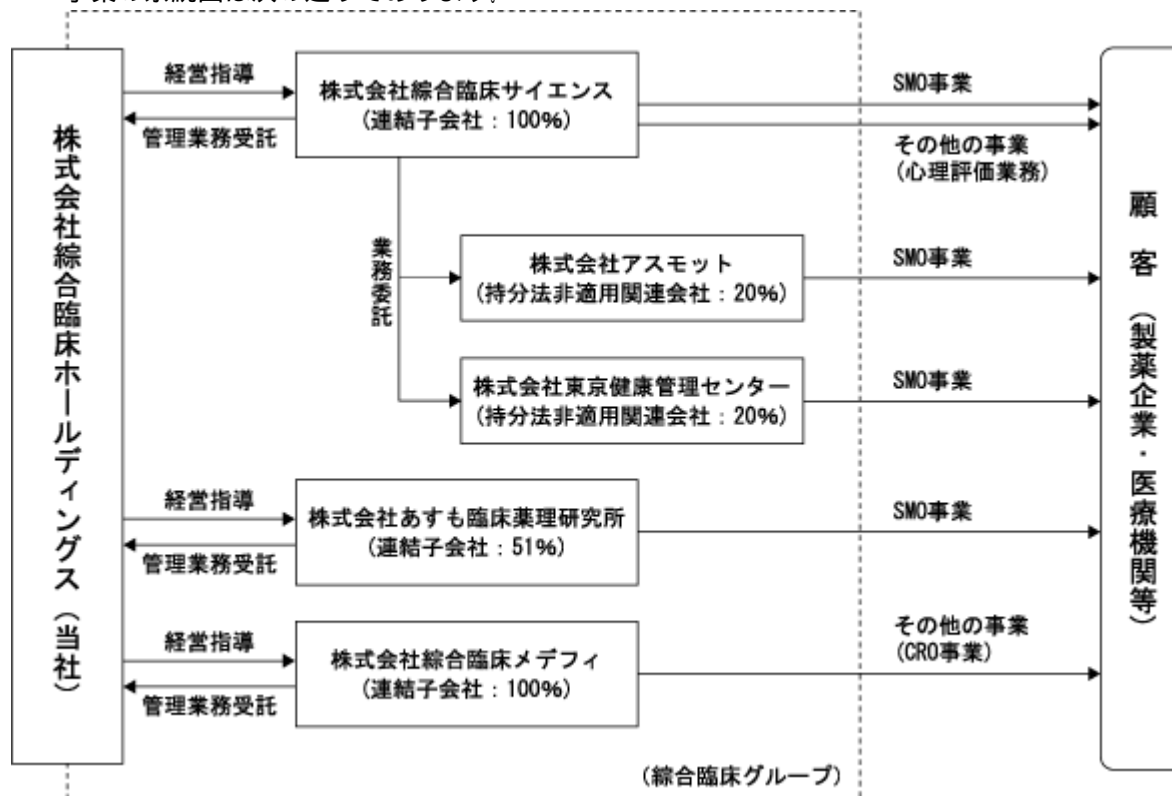 事業の系統図は次の通りであります。
株式会社綜合臨床ホールディングス(当社)
経営指導
管理業務受託
株式会社綜合臨床サイエンス
(連結子会社:100%)
SMO事業
その他の事業
(心理評価業務)
業務委託
株式会社アスモット
(持分法非適用関連会社:20%)
SMO事業
株式会社東京健康管理センター
(持分法非適用関連会社:20%)
SMO事業
経営指導
管理業務受託
株式会社あすも臨床薬理研究所
(連結子会社:51%)
SMO事業
経営指導
管理業務受託
株式会社綜合臨床メデフィ
(連結子会社:100%)
その他の事業
(CRO事業)
顧客(製薬企業・医療機関等)
(綜合臨床グループ)